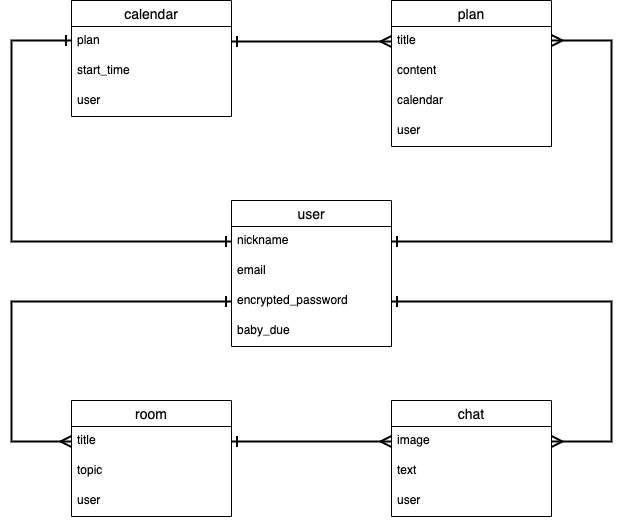 calendar
plan
start_time
user
plan
title
content
calendar
user
user
nickname
email
encrypted_password
baby_due
room
title
topic
user
chat
image
text
user